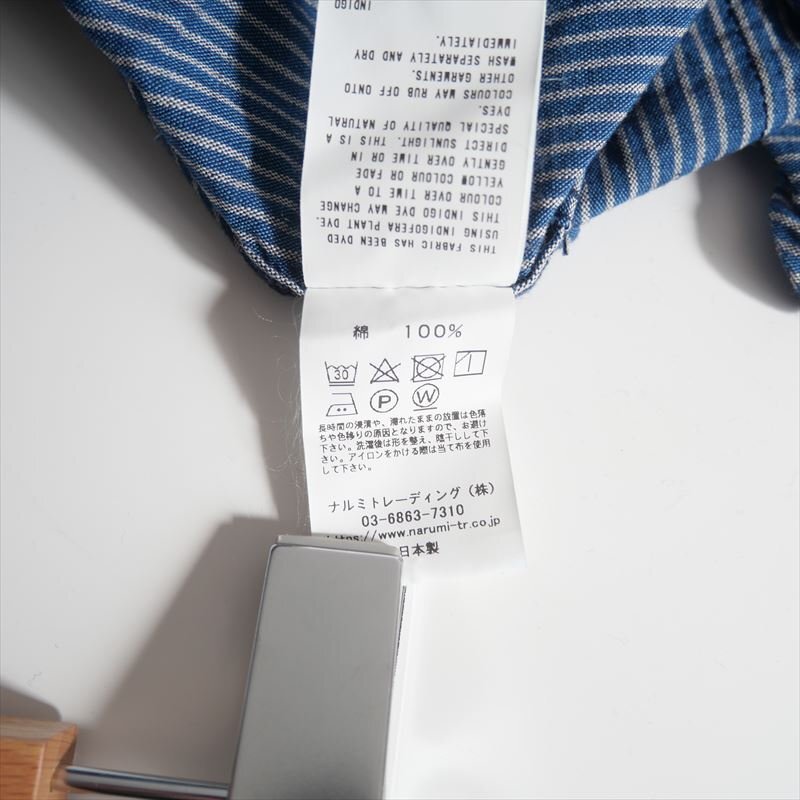 THIS FABRIC HAS BEEN DYED
USING INDIGOFERA PLANT DYE.
THIS INDIGO DYE MAY CHANGE
COLOUR OVER TIME TO A
YELLOW COLOUR OR FADE
GENTLY OVER TIME OR IN
DIRECT SUNLIGHT. THIS IS A
SPECIAL QUALITY OF NATURAL
DYES.
COLOURS MAY RUB OFF ONTO
OTHER GARMENTS.
WASH SEPARATELY AND DRY
IMMEDIATELY.
INDIGO
綿 100%
30
P W
長時間の浸漬や、濡れたままの放置は色落
ちや色移りの原因となりますので、お避け
下さい。洗濯後は形を整え、陰干しして下
さい。アイロンをかける際は当て布を使用
して下さい。
ナルミトレーディング（株）
03-6863-7310
https://www.narumi-tr.co.jp
日本製